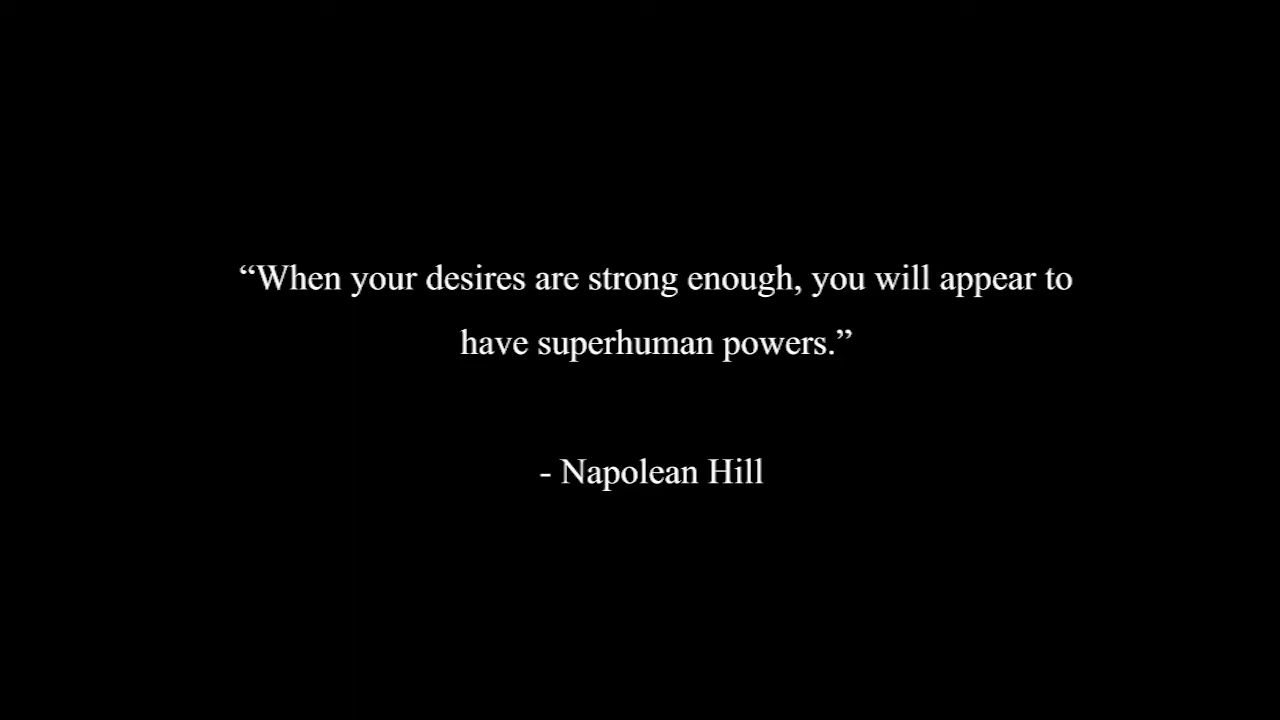 “When your desires are strong enough, you will appear to
have superhuman powers.”
- Napolean Hill